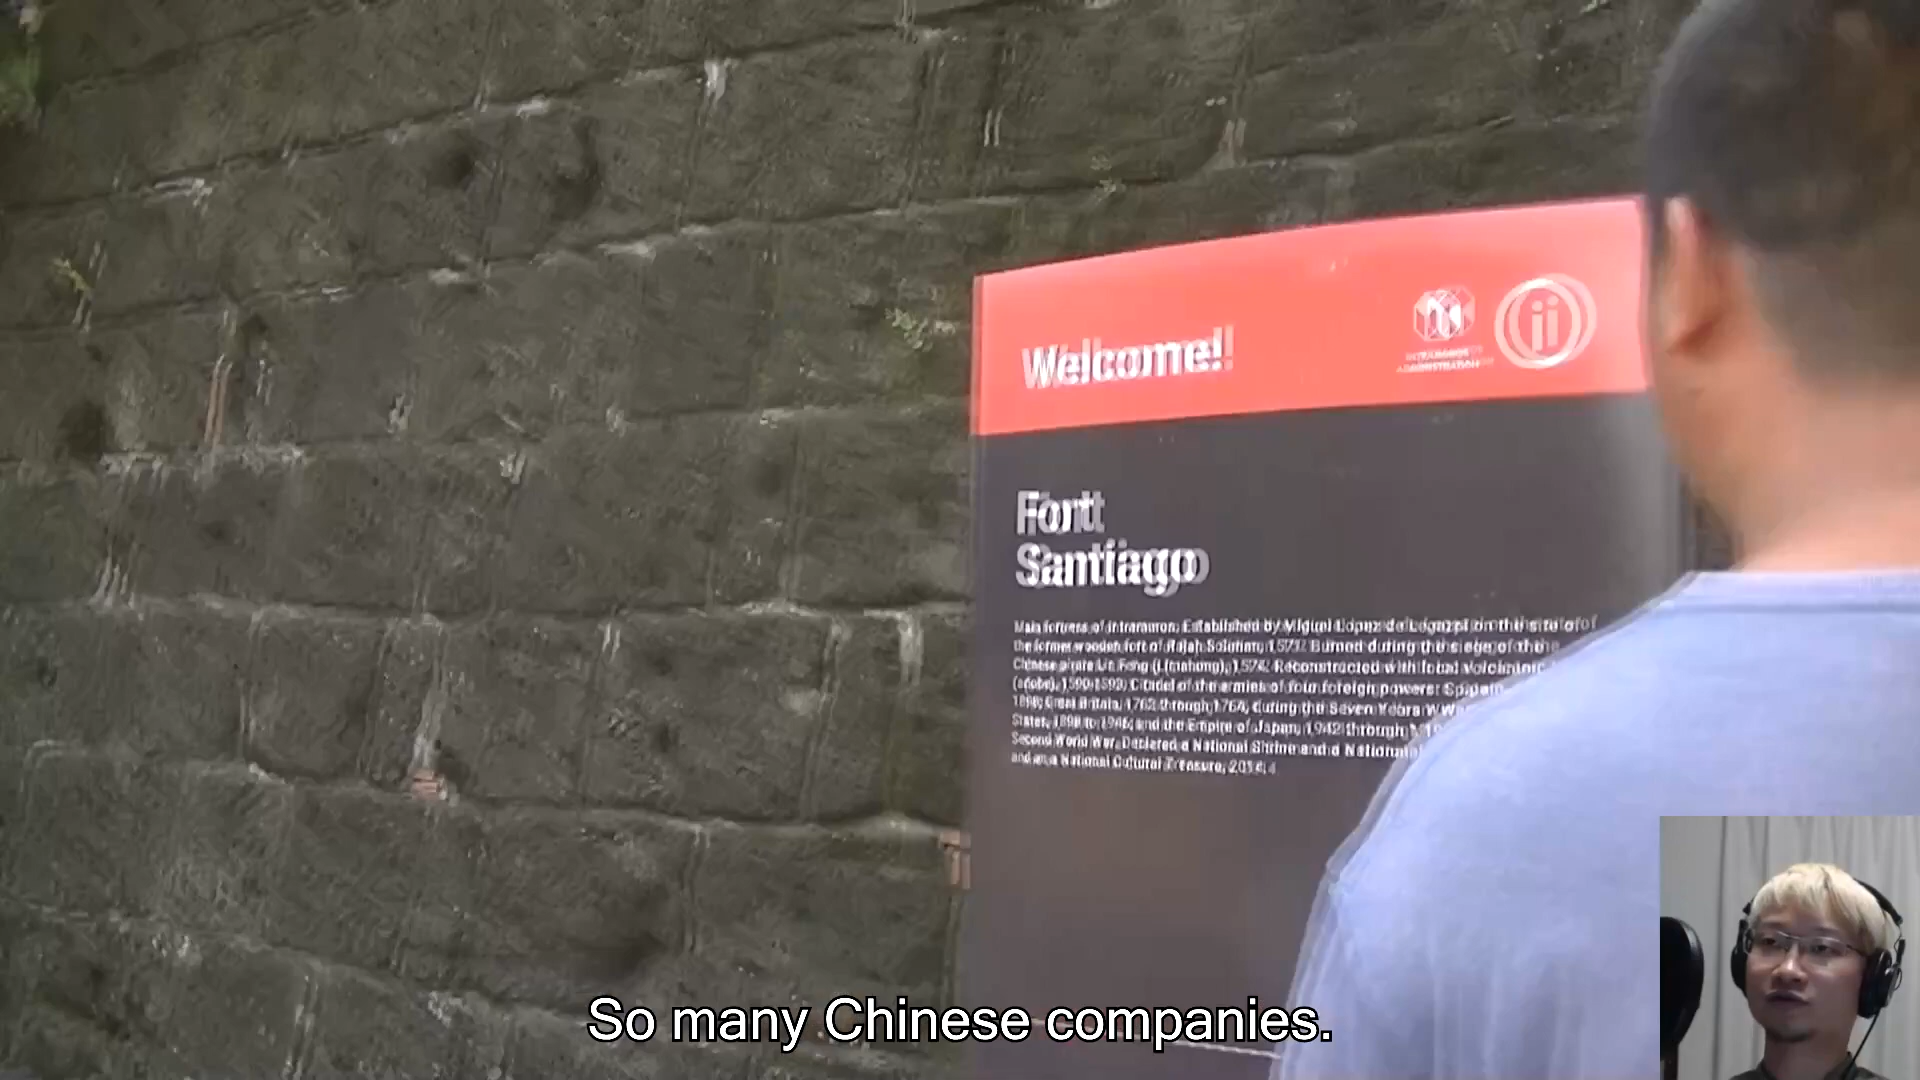 Welcome!
INTRAMUROS
ADMINISTRATION
Fort
Santiago
Main fortress of Intramuros. Established by Miguel Lopez de Legazpi on the site of
the former wooden fort of Rajah Soliman, 1571. Burned during the siege of the
Chinese pirate Lin Feng (Limahong), 1574. Reconstructed with local volcanic
(adobe), 1590-1593. Citadel of the armies of four foreign powers: Spain
1898; Great Britain, 1762 through 1764, during the Seven Years
States, 1898 to 1946; and the Empire of Japan, 1942 through
Second World War. Declared a National Shrine and a National
and as a National Cultural Treasure, 2014.
So many Chinese companies.